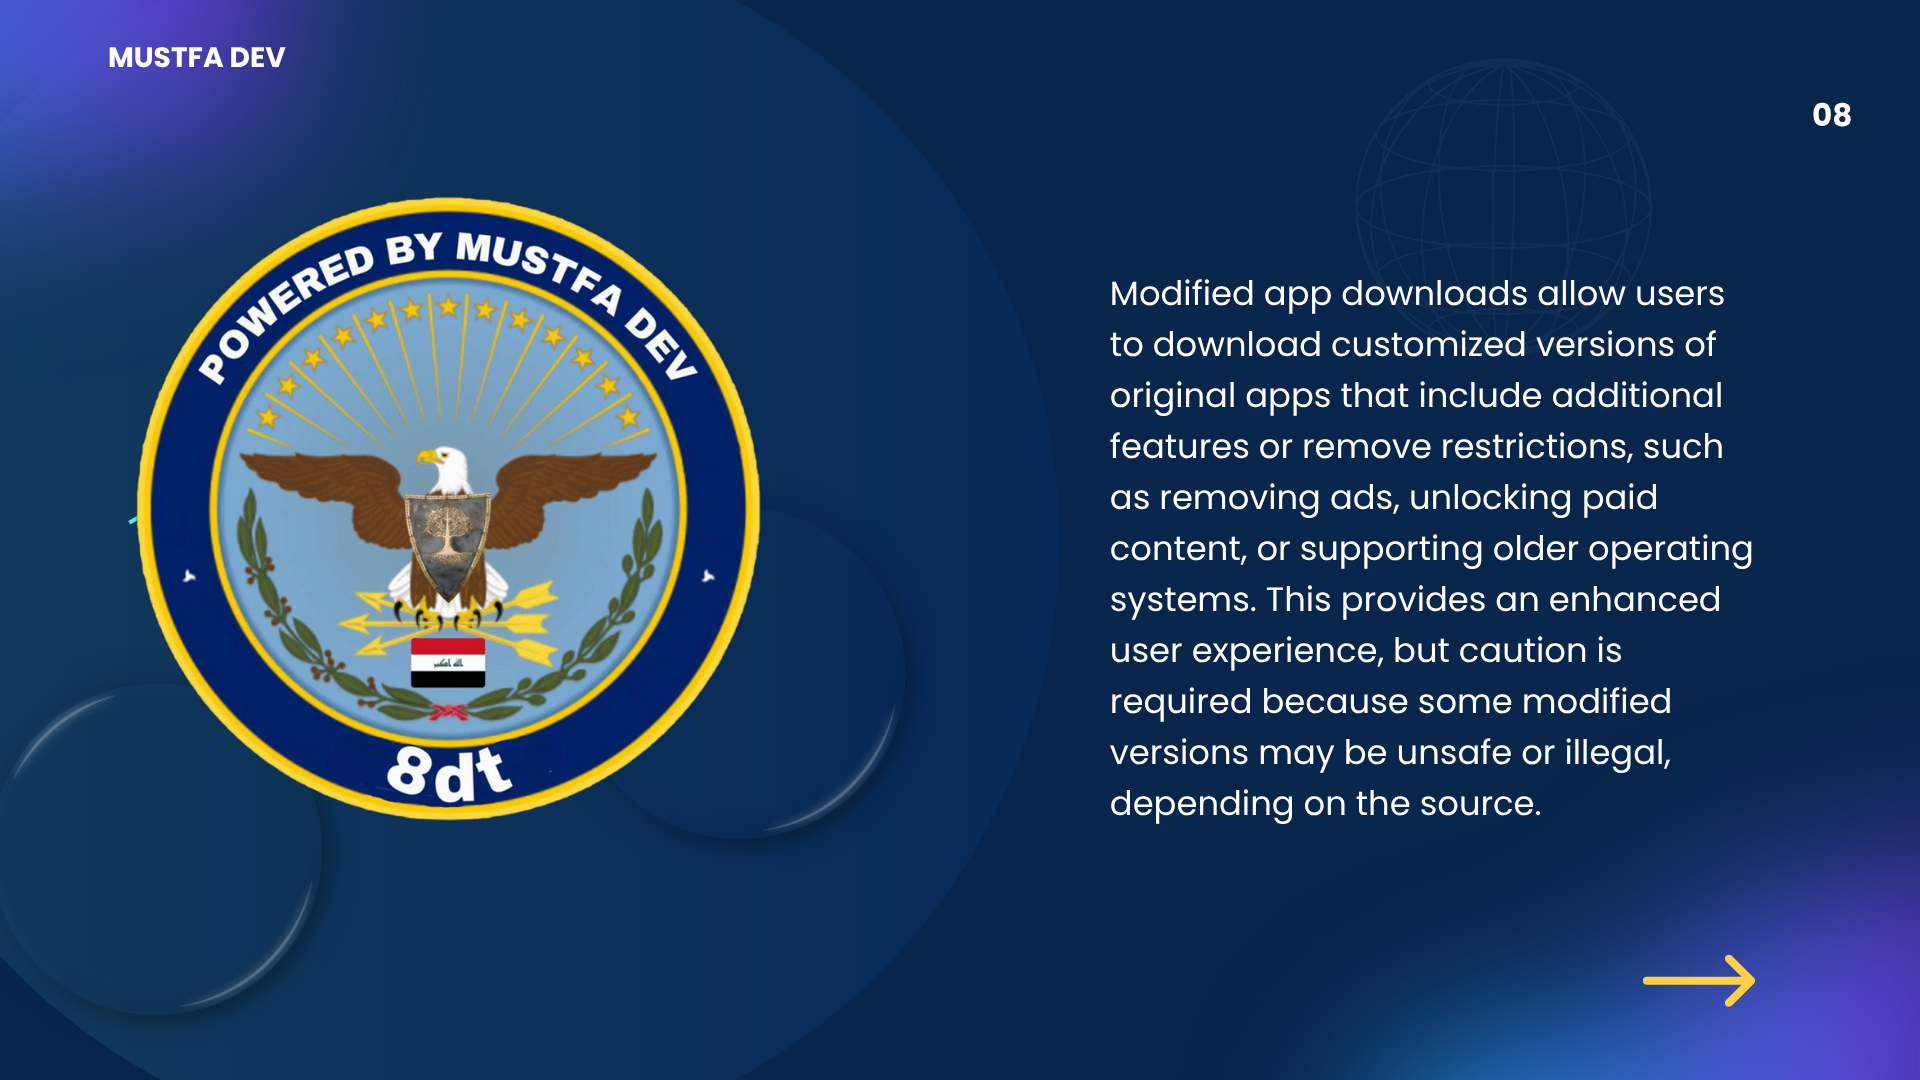 MUSTFA DEV
08
POWERED BY MUSTFA DEV
الله اكبر
8dt
Modified app downloads allow users
to download customized versions of
original apps that include additional
features or remove restrictions, such
as removing ads, unlocking paid
content, or supporting older operating
systems. This provides an enhanced
user experience, but caution is
required because some modified
versions may be unsafe or illegal,
depending on the source.